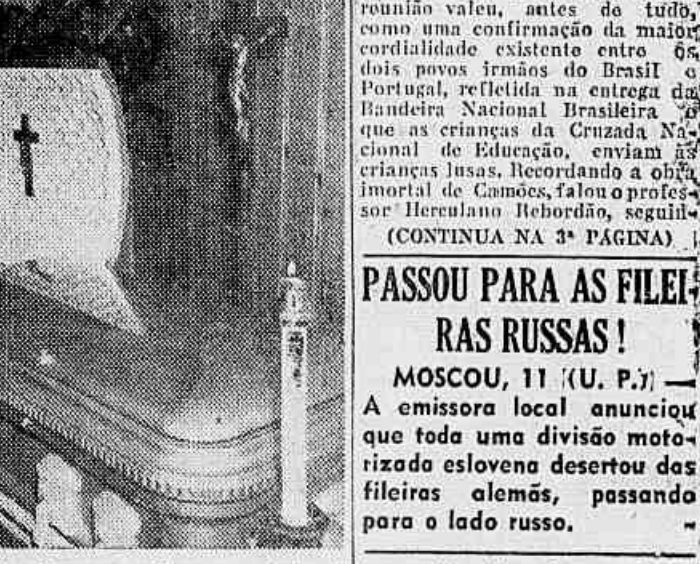 reunião valeu, antes de tudo,
como uma confirmação da maior
cordialidade existente entre os
dois povos irmãos do Brasil e
Portugal, refletida na entrega da
Bandeira Nacional Brasileira
que as crianças da Cruzada Na-
cional de Educação, enviam às
crianças lusas. Recordando a obra
imortal de Camões, falou o profes-
sor Herculano Rebordão, seguin-
(CONTINUA NA 3ª PÁGINA)
PASSOU PARA AS FILEI-
RAS RUSSAS!
MOSCOU, 11 (U. P.) —
A emissora local anunciou
que toda uma divisão moto-
rizada eslovena desertou das
fileiras alemãs, passando
para o lado russo.